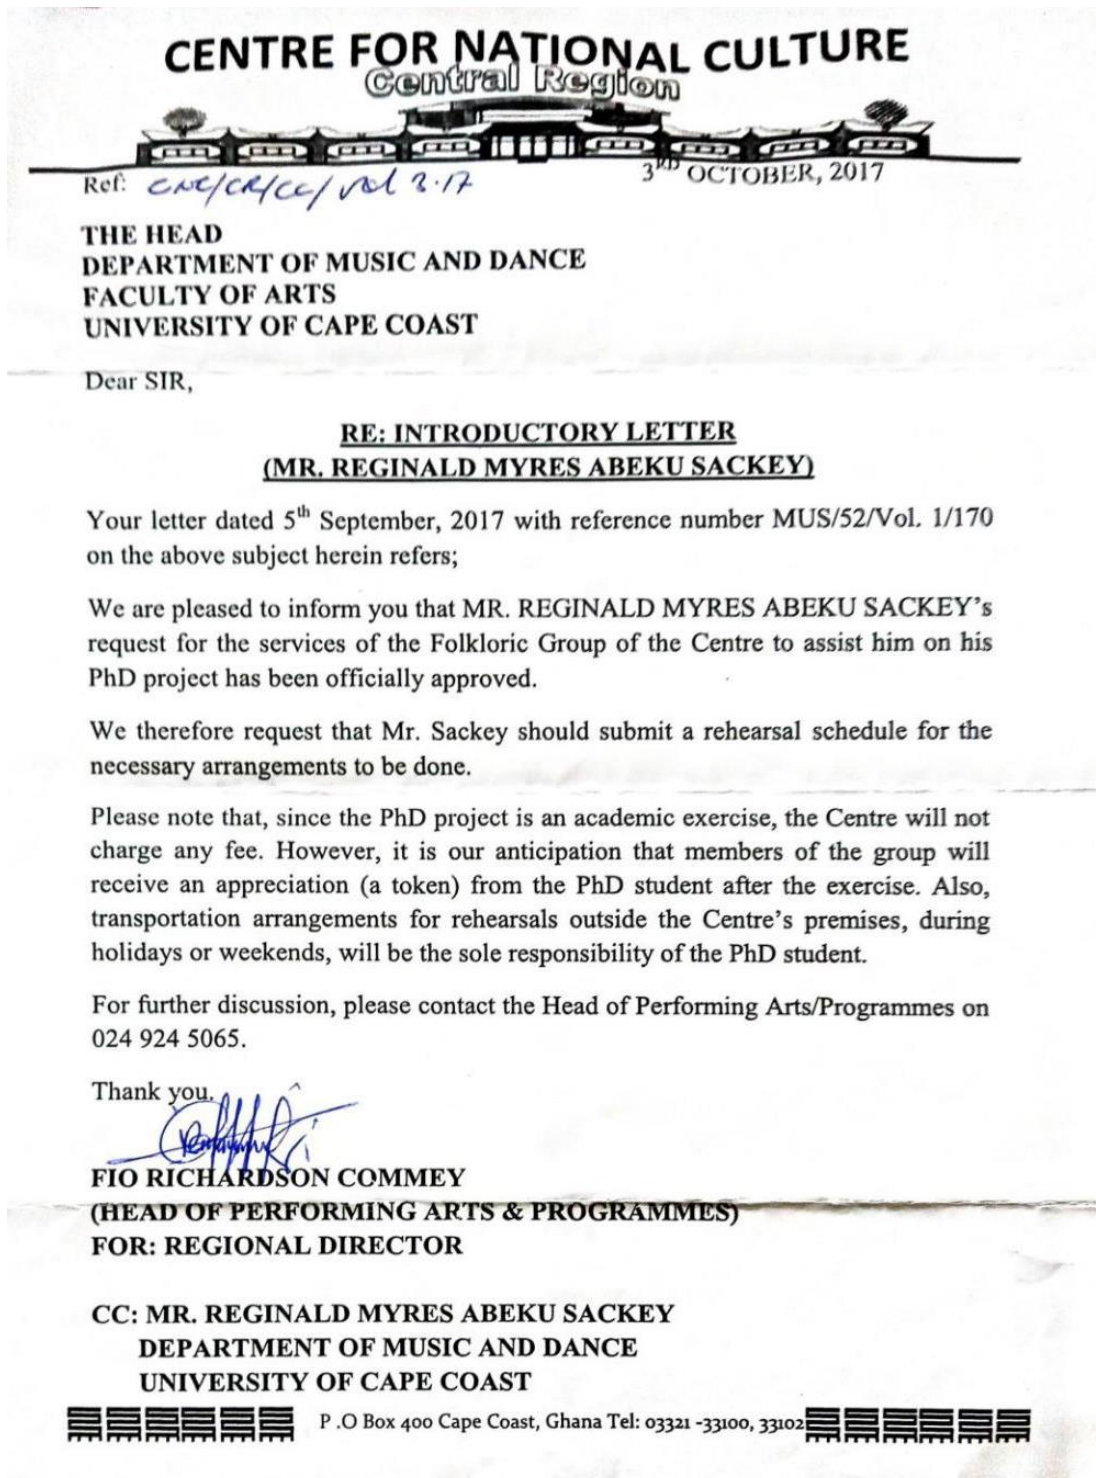 CENTRE FOR NATIONAL CULTURE
Central Region
Ref: CNC/CR/CC/Vol 3.17
3RD OCTOBER, 2017
THE HEAD
DEPARTMENT OF MUSIC AND DANCE
FACULTY OF ARTS
UNIVERSITY OF CAPE COAST
Dear SIR,
RE: INTRODUCTORY LETTER
(MR. REGINALD MYRES ABEKU SACKEY)
Your letter dated 5th September, 2017 with reference number MUS/52/Vol. 1/170
on the above subject herein refers;
We are pleased to inform you that MR. REGINALD MYRES ABEKU SACKEY's
request for the services of the Folkloric Group of the Centre to assist him on his
PhD project has been officially approved.
We therefore request that Mr. Sackey should submit a rehearsal schedule for the
necessary arrangements to be done.
Please note that, since the PhD project is an academic exercise, the Centre will not
charge any fee. However, it is our anticipation that members of the group will
receive an appreciation (a token) from the PhD student after the exercise. Also,
transportation arrangements for rehearsals outside the Centre's premises, during
holidays or weekends, will be the sole responsibility of the PhD student.
For further discussion, please contact the Head of Performing Arts/Programmes on
024 924 5065.
Thank you.
FIO RICHARDSON COMMEY
(HEAD OF PERFORMING ARTS & PROGRAMMES)
FOR: REGIONAL DIRECTOR
CC: MR. REGINALD MYRES ABEKU SACKEY
DEPARTMENT OF MUSIC AND DANCE
UNIVERSITY OF CAPE COAST
P .O Box 400 Cape Coast, Ghana Tel: 03321 -33100, 33102